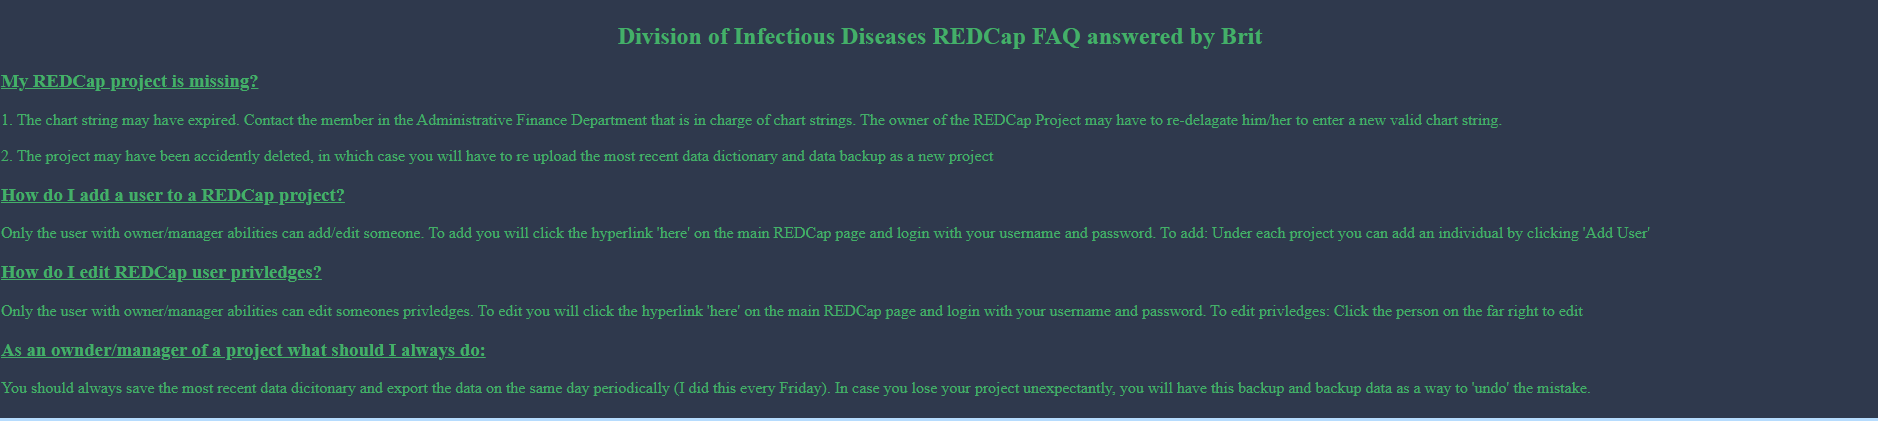 Division of Infectious Diseases REDCap FAQ answered by Brit
My REDCap project is missing?
1. The chart string may have expired. Contact the member in the Administrative Finance Department that is in charge of chart strings. The owner of the REDCap Project may have to re-delagate him/her to enter a new valid chart string.
2. The project may have been accidently deleted, in which case you will have to re upload the most recent data dictionary and data backup as a new project
How do I add a user to a REDCap project?
Only the user with owner/manager abilities can add/edit someone. To add you will click the hyperlink 'here' on the main REDCap page and login with your username and password. To add: Under each project you can add an individual by clicking 'Add User'
How do I edit REDCap user privledges?
Only the user with owner/manager abilities can edit someones privledges. To edit you will click the hyperlink 'here' on the main REDCap page and login with your username and password. To edit privledges: Click the person on the far right to edit
As an ownder/manager of a project what should I always do:
You should always save the most recent data dicitonary and export the data on the same day periodically (I did this every Friday). In case you lose your project unexpectantly, you will have this backup and backup data as a way to 'undo' the mistake.